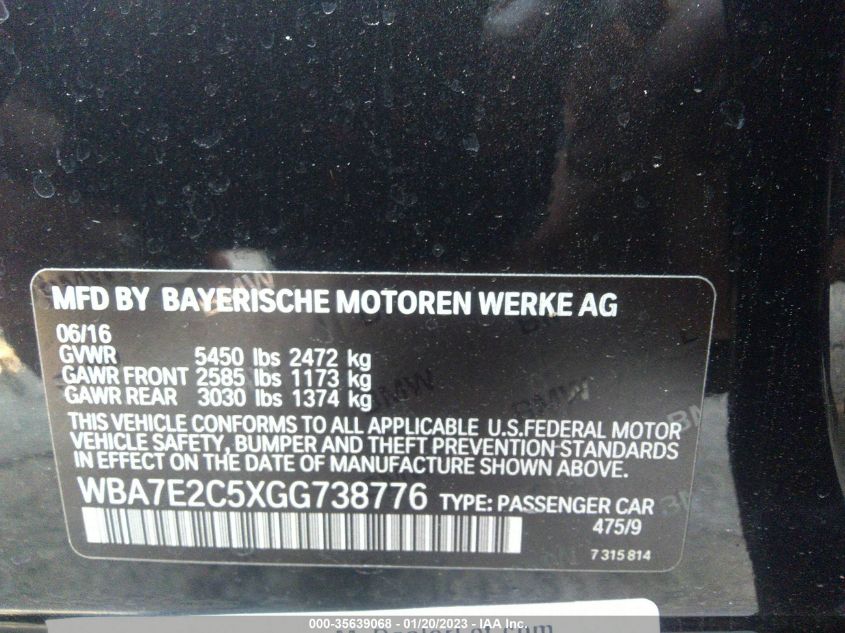 MFD BY BAYERISCHE MOTOREN WERKE AG
06/16
GVWR 5450 lbs 2472 kg
GAWR FRONT 2585 lbs 1173 kg
GAWR REAR 3030 lbs 1374 kg
THIS VEHICLE CONFORMS TO ALL APPLICABLE U.S.FEDERAL MOTOR
VEHICLE SAFETY, BUMPER AND THEFT PREVENTION STANDARDS
IN EFFECT ON THE DATE OF MANUFACTURE SHOWN ABOVE.
WBA7E2C5XGG738776 TYPE: PASSENGER CAR
475/9
7 315 814
000-35639068 - 01/20/2023 - IAA Inc.